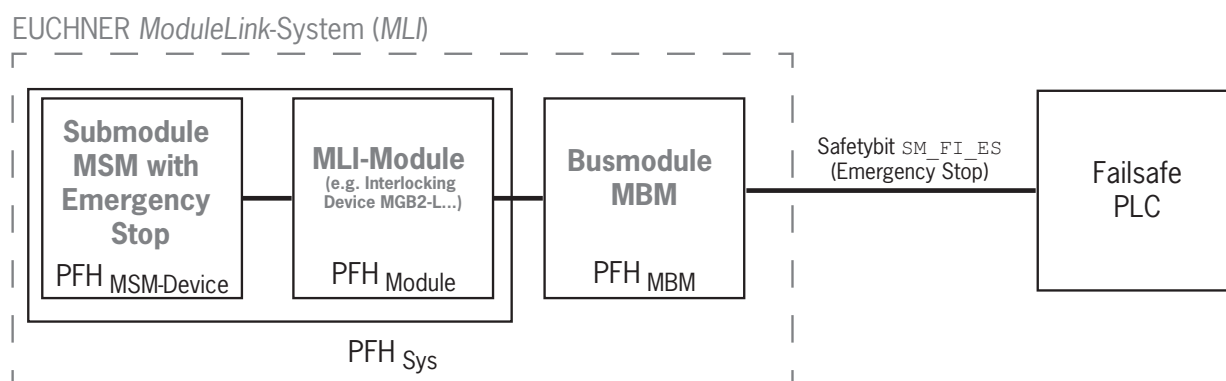 EUCHNER ModuleLink-System (MLI)
Submodule
MSM with
Emergency
Stop
PFH MSM-Device
MLI-Module
(e.g. Interlocking
Device MGB2-L...)
PFH Module
Busmodule
MBM
PFH MBM
PFH Sys
Safetybit SM_FI_ES
(Emergency Stop)
Failsafe
PLC